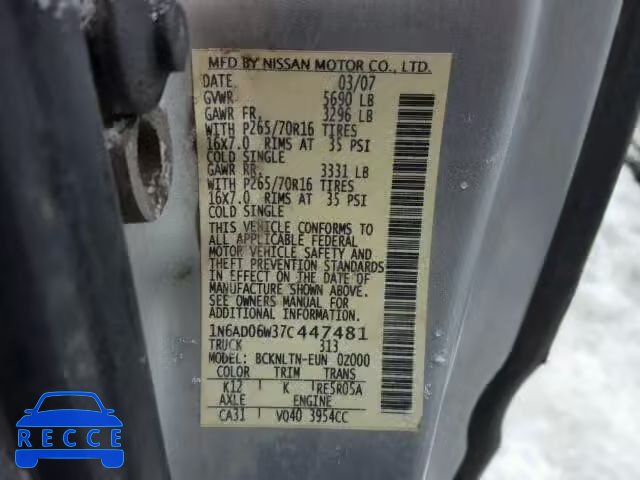 MFD BY NISSAN MOTOR CO., LTD.
DATE 03/07
GVWR 5690 LB
GAWR FR. 3296 LB
WITH P265/70R16 TIRES
16X7.0 RIMS AT 35 PSI
COLD SINGLE
GAWR RR. 3331 LB
WITH P265/70R16 TIRES
16X7.0 RIMS AT 35 PSI
COLD SINGLE
THIS VEHICLE CONFORMS TO
ALL APPLICABLE FEDERAL
MOTOR VEHICLE SAFETY AND
THEFT PREVENTION STANDARDS
IN EFFECT ON THE DATE OF
MANUFACTURE SHOWN ABOVE.
SEE OWNERS MANUAL FOR
ADDITIONAL INFORMATION
1N6AD06W37C447481
TRUCK 313
MODEL: BCKNLTN-EUN 0Z000
COLOR TRIM TRANS
K12 K RE5R05A
AXLE ENGINE
CA31 VQ40 3954CC
RECCE